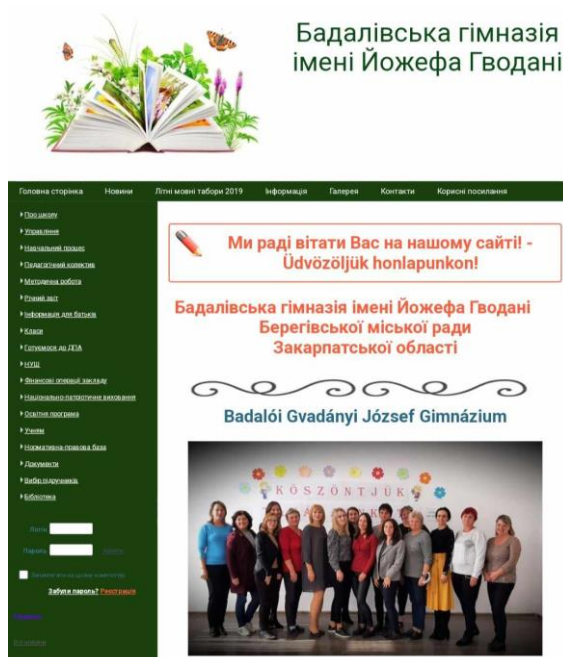 Бадалівська гімназія
імені Йожефа Гводані
Головна сторінка Новини Літні мовні табори 2019 Інформація Галерея Контакти Корисні посилання
Про школу
Управління
Навчальний процес
Педагогічний колектив
Методична робота
Річний звіт
Інформація для батьків
Класи
Готуємося до ДПА
НУШ
Фінансові операції закладу
Національно-патріотичне виховання
Освітня програма
Учням
Нормативна-правова база
Документи
Вибір підручників
Бібліотека
Логін
Пароль
Забули пароль? Реєстрація
Ми раді вітати Вас на нашому сайті! -
Üdvözöljük honlapunkon!
Бадалівська гімназія імені Йожефа Гводані
Берегівської міської ради
Закарпатської області
Badalói Gvadányi József Gimnázium
KÖSZÖNTJÜK